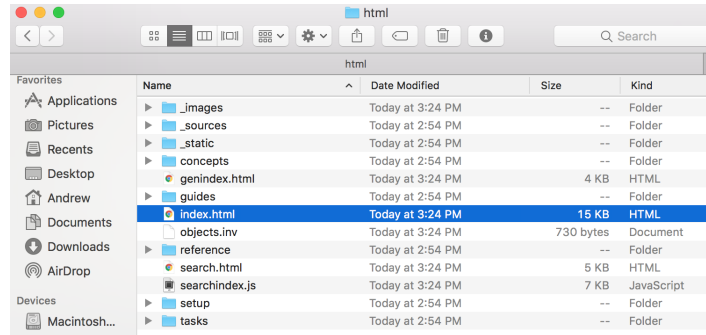 html
Search
html
Favorites
Applications
Pictures
Recents
Desktop
Andrew
Documents
Downloads
AirDrop
Devices
Macintosh...
Name Date Modified Size Kind
_images Today at 3:24 PM -- Folder
_sources Today at 2:54 PM -- Folder
_static Today at 2:54 PM -- Folder
concepts Today at 2:54 PM -- Folder
genindex.html Today at 3:24 PM 4 KB HTML
guides Today at 2:54 PM -- Folder
index.html Today at 3:24 PM 15 KB HTML
objects.inv Today at 3:24 PM 730 bytes Document
reference Today at 2:54 PM -- Folder
search.html Today at 3:24 PM 5 KB HTML
searchindex.js Today at 3:24 PM 7 KB JavaScript
setup Today at 2:54 PM -- Folder
tasks Today at 2:54 PM -- Folder